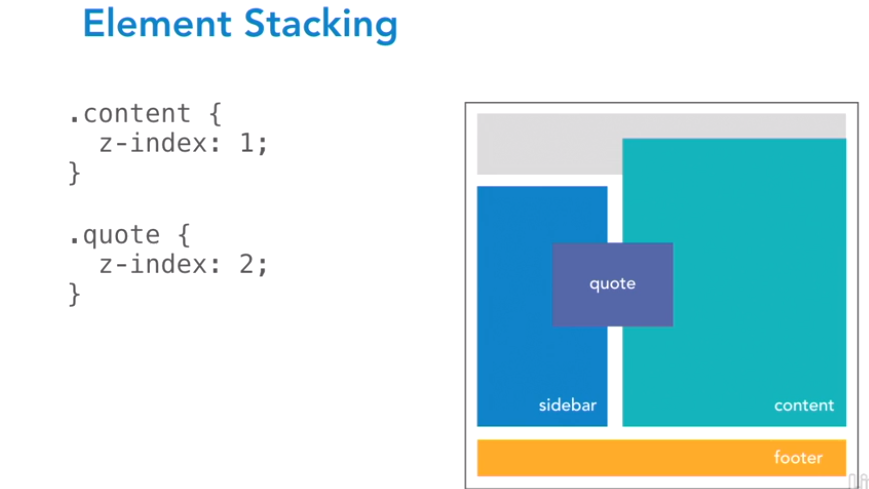 Element Stacking
.content {
  z-index: 1;
}
.quote {
  z-index: 2;
}
quote
sidebar
content
footer